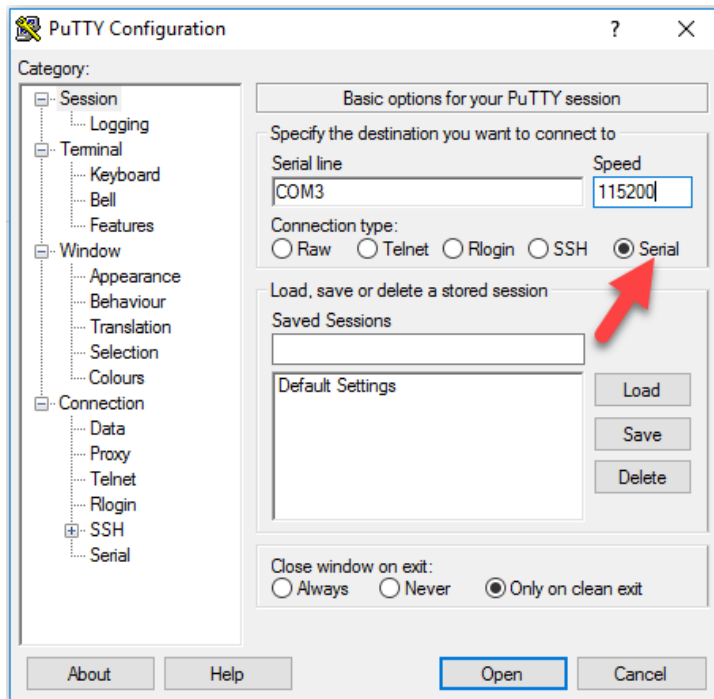 PuTTY Configuration
?
Category:
Session
Logging
Terminal
Keyboard
Bell
Features
Window
Appearance
Behaviour
Translation
Selection
Colours
Connection
Data
Proxy
Telnet
Rlogin
SSH
Serial
Basic options for your PuTTY session
Specify the destination you want to connect to
Serial line Speed
COM3 115200
Connection type:
Raw Telnet Rlogin SSH Serial
Load, save or delete a stored session
Saved Sessions
Default Settings
Load
Save
Delete
Close window on exit:
Always Never Only on clean exit
About Help Open Cancel